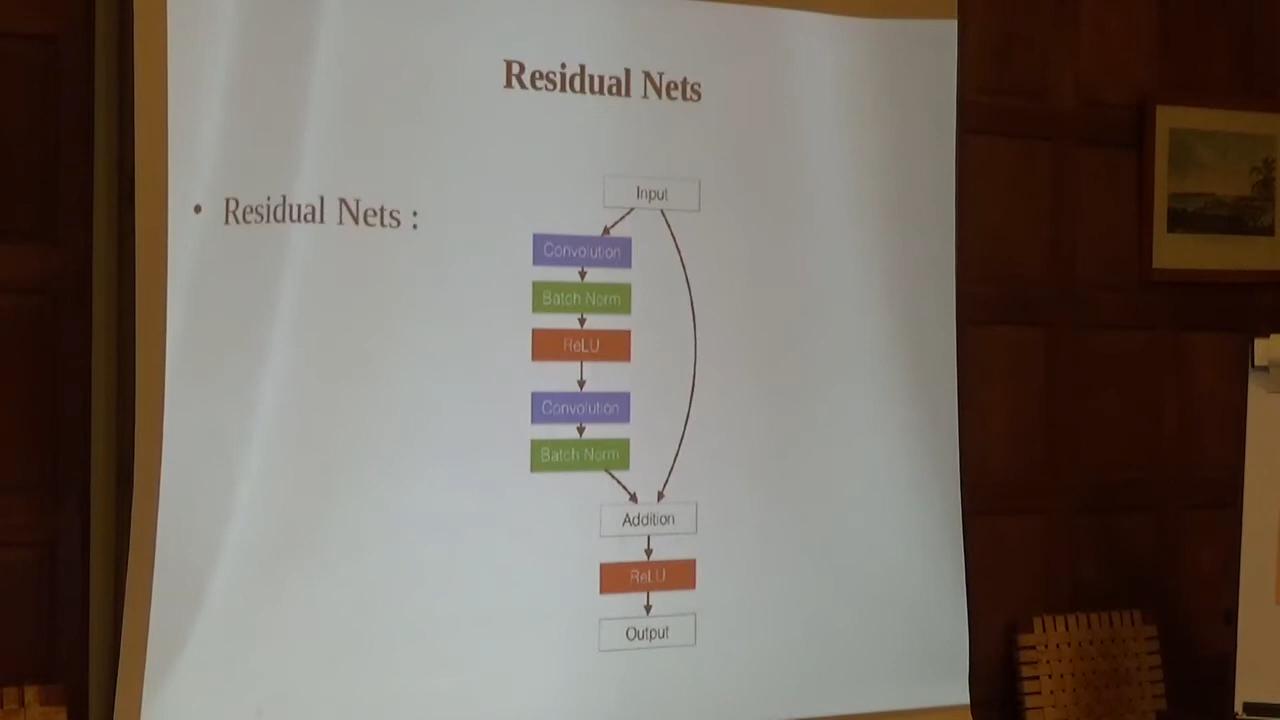 Residual Nets
• Residual Nets :
Input
Convolution
Batch Norm
ReLU
Convolution
Batch Norm
Addition
ReLU
Output